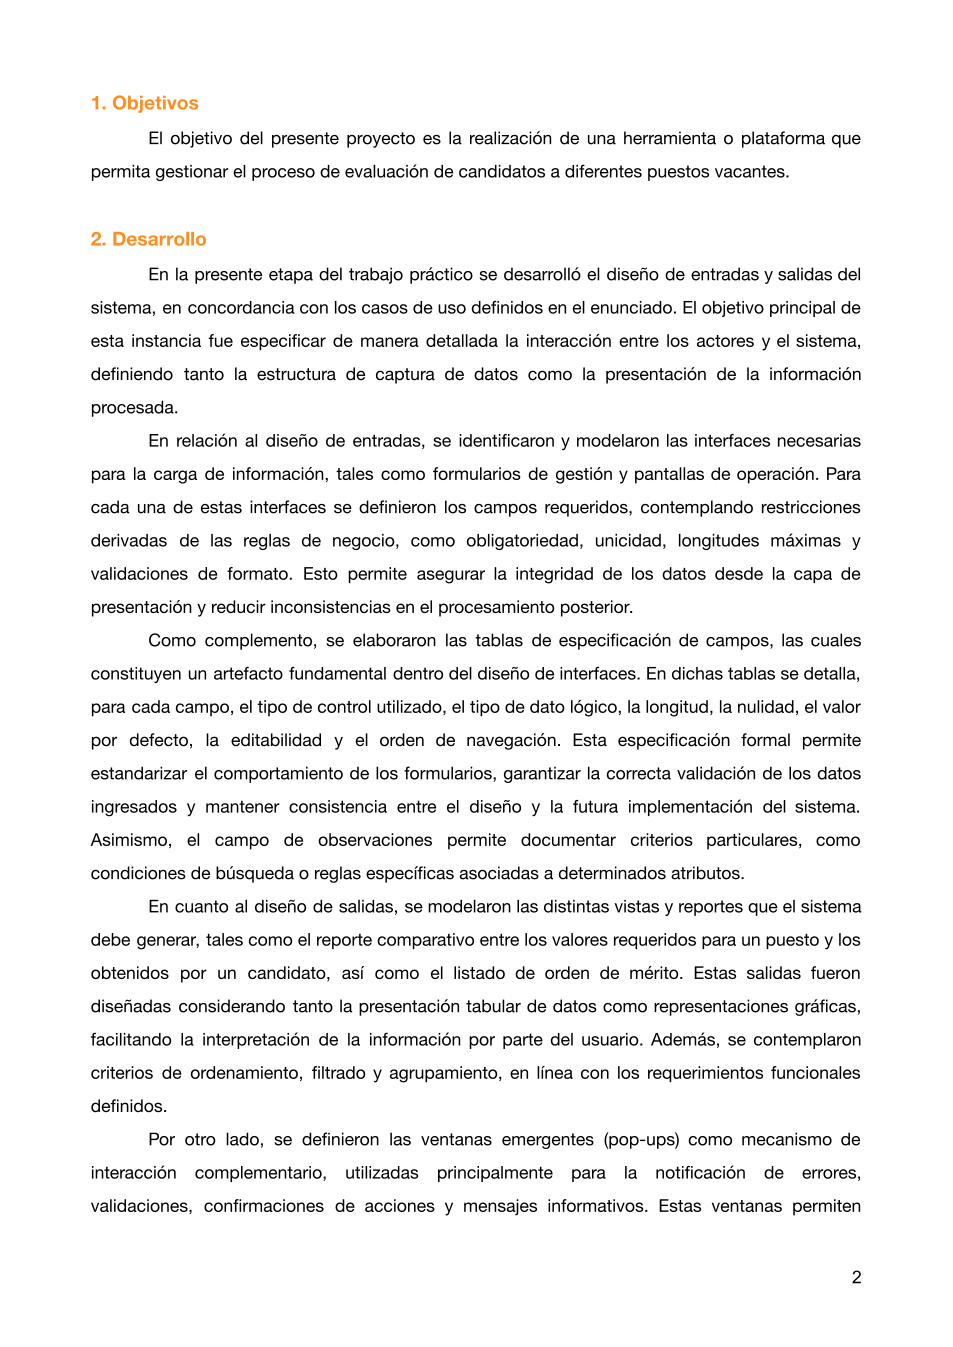 1. Objetivos
El objetivo del presente proyecto es la realización de una herramienta o plataforma que
permita gestionar el proceso de evaluación de candidatos a diferentes puestos vacantes.
2. Desarrollo
En la presente etapa del trabajo práctico se desarrolló el diseño de entradas y salidas del
sistema, en concordancia con los casos de uso definidos en el enunciado. El objetivo principal de
esta instancia fue especificar de manera detallada la interacción entre los actores y el sistema,
definiendo tanto la estructura de captura de datos como la presentación de la información
procesada.
En relación al diseño de entradas, se identificaron y modelaron las interfaces necesarias
para la carga de información, tales como formularios de gestión y pantallas de operación. Para
cada una de estas interfaces se definieron los campos requeridos, contemplando restricciones
derivadas de las reglas de negocio, como obligatoriedad, unicidad, longitudes máximas y
validaciones de formato. Esto permite asegurar la integridad de los datos desde la capa de
presentación y reducir inconsistencias en el procesamiento posterior.
Como complemento, se elaboraron las tablas de especificación de campos, las cuales
constituyen un artefacto fundamental dentro del diseño de interfaces. En dichas tablas se detalla,
para cada campo, el tipo de control utilizado, el tipo de dato lógico, la longitud, la nulidad, el valor
por defecto, la editabilidad y el orden de navegación. Esta especificación formal permite
estandarizar el comportamiento de los formularios, garantizar la correcta validación de los datos
ingresados y mantener consistencia entre el diseño y la futura implementación del sistema.
Asimismo, el campo de observaciones permite documentar criterios particulares, como
condiciones de búsqueda o reglas específicas asociadas a determinados atributos.
En cuanto al diseño de salidas, se modelaron las distintas vistas y reportes que el sistema
debe generar, tales como el reporte comparativo entre los valores requeridos para un puesto y los
obtenidos por un candidato, así como el listado de orden de mérito. Estas salidas fueron
diseñadas considerando tanto la presentación tabular de datos como representaciones gráficas,
facilitando la interpretación de la información por parte del usuario. Además, se contemplaron
criterios de ordenamiento, filtrado y agrupamiento, en línea con los requerimientos funcionales
definidos.
Por otro lado, se definieron las ventanas emergentes (pop-ups) como mecanismo de
interacción complementario, utilizadas principalmente para la notificación de errores,
validaciones, confirmaciones de acciones y mensajes informativos. Estas ventanas permiten
2